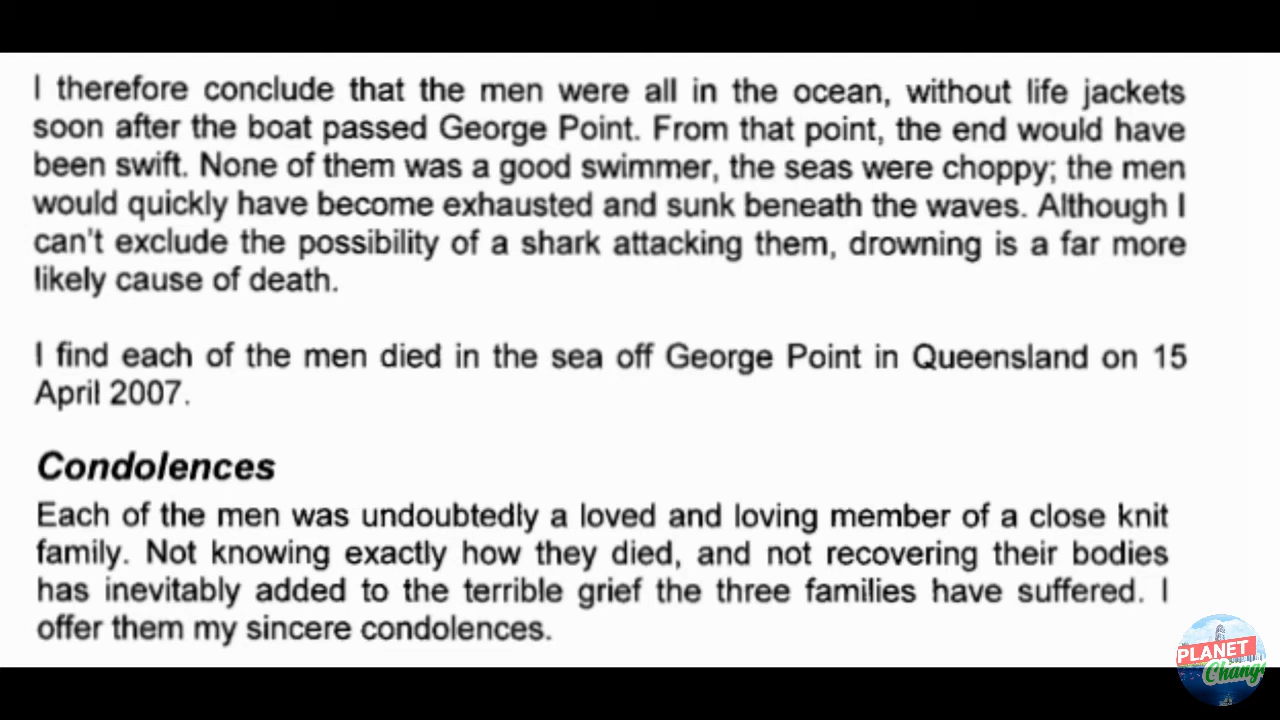 I therefore conclude that the men were all in the ocean, without life jackets
soon after the boat passed George Point. From that point, the end would have
been swift. None of them was a good swimmer, the seas were choppy; the men
would quickly have become exhausted and sunk beneath the waves. Although I
can't exclude the possibility of a shark attacking them, drowning is a far more
likely cause of death.
I find each of the men died in the sea off George Point in Queensland on 15
April 2007.
Condolences
Each of the men was undoubtedly a loved and loving member of a close knit
family. Not knowing exactly how they died, and not recovering their bodies
has inevitably added to the terrible grief the three families have suffered. I
offer them my sincere condolences.
PLANET
Change